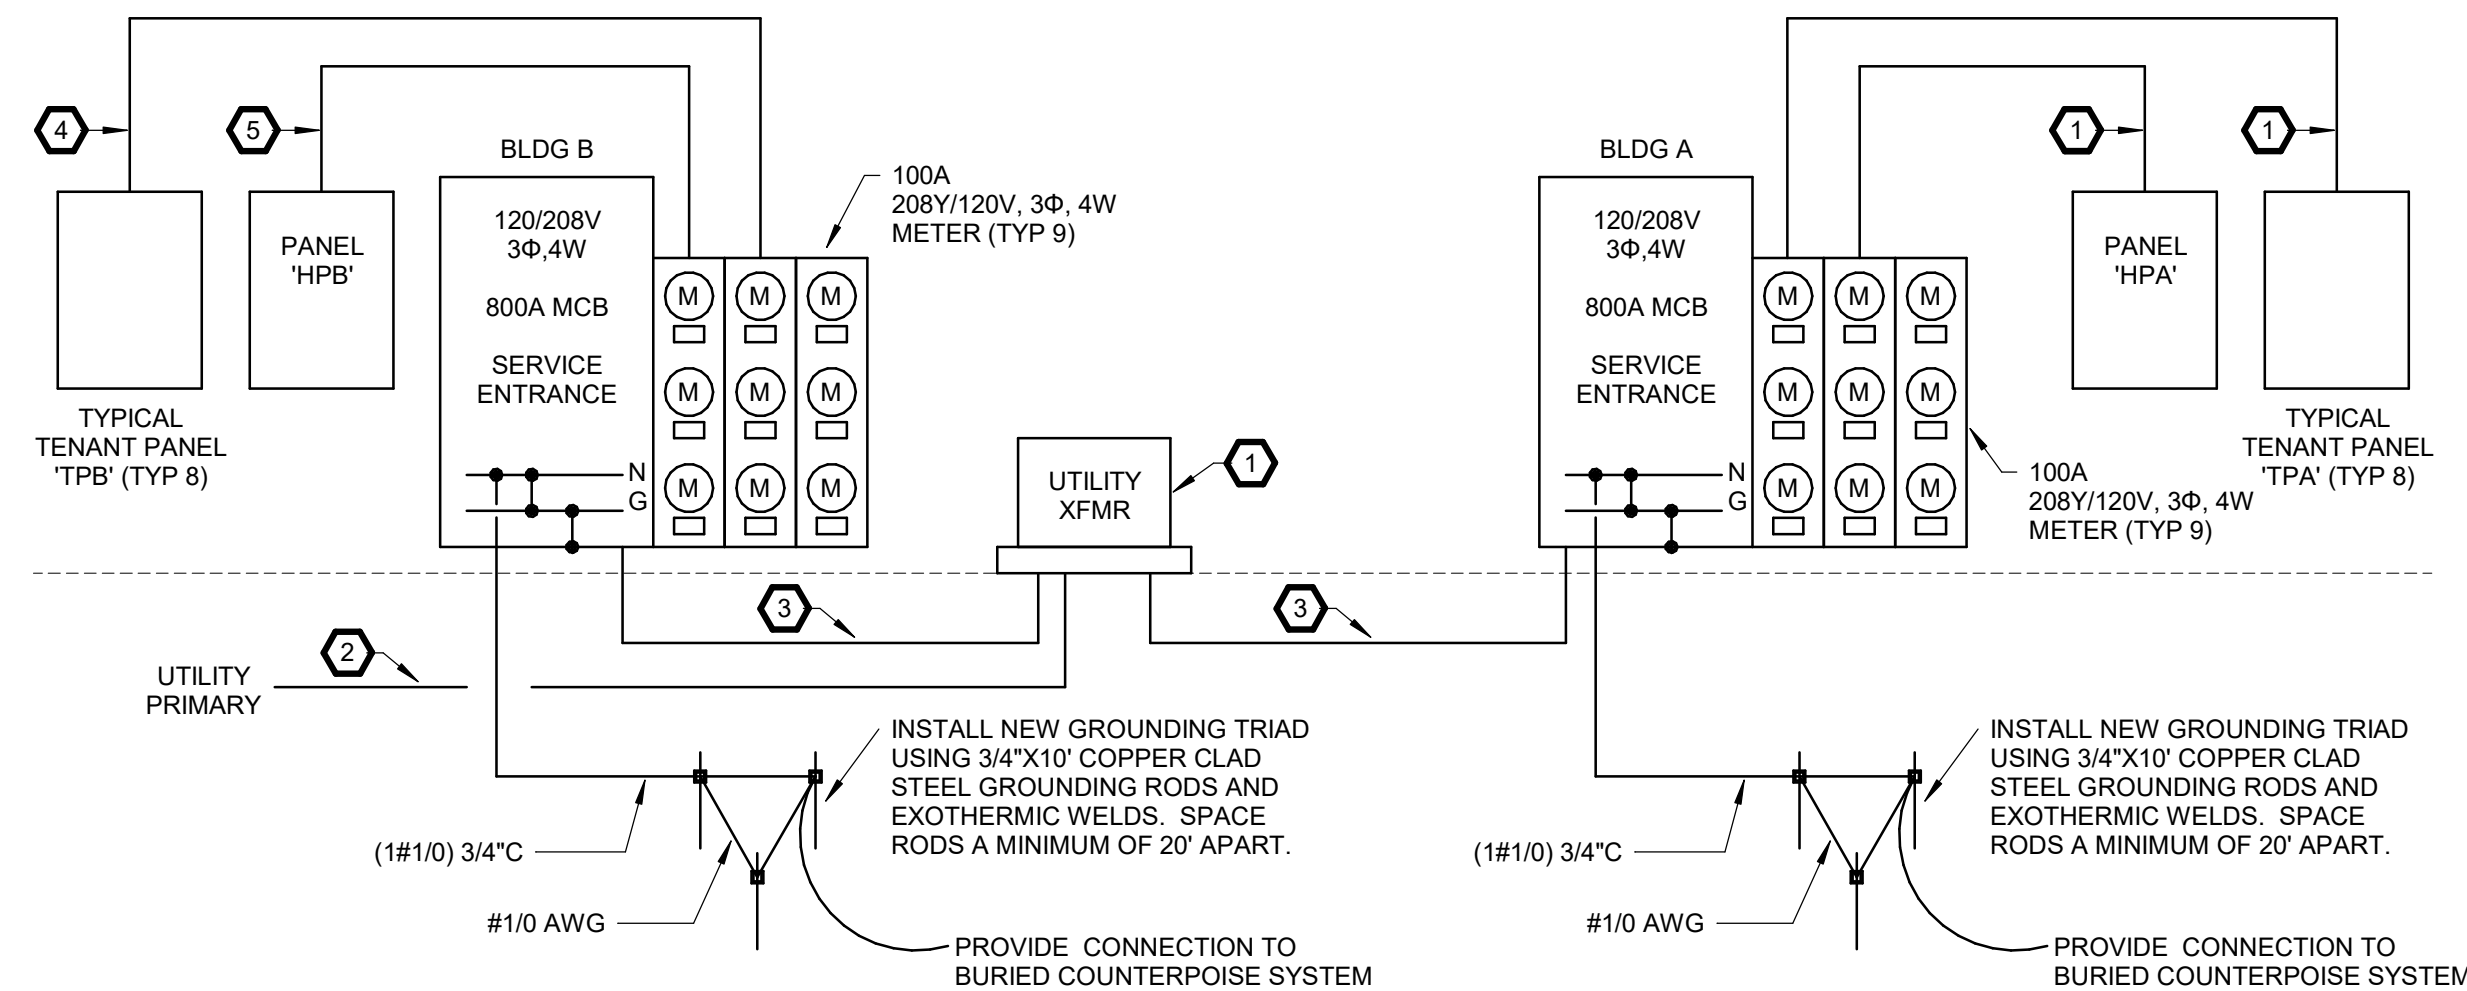 4
5
BLDG B
100A
208Y/120V, 3Φ, 4W
METER (TYP 9)
120/208V
3Φ,4W
800A MCB
SERVICE
ENTRANCE
N
G
PANEL
'HPB'
TYPICAL
TENANT PANEL
'TPB' (TYP 8)
M M M
M M M
M M M
UTILITY
XFMR
1
BLDG A
120/208V
3Φ,4W
800A MCB
SERVICE
ENTRANCE
N
G
M M M
M M M
M M M
1
1
PANEL
'HPA'
TYPICAL
TENANT PANEL
'TPA' (TYP 8)
100A
208Y/120V, 3Φ, 4W
METER (TYP 9)
3
3
2
UTILITY
PRIMARY
INSTALL NEW GROUNDING TRIAD
USING 3/4"X10' COPPER CLAD
STEEL GROUNDING RODS AND
EXOTHERMIC WELDS. SPACE
RODS A MINIMUM OF 20' APART.
(1#1/0) 3/4"C
#1/0 AWG
PROVIDE CONNECTION TO
BURIED COUNTERPOISE SYSTEM
INSTALL NEW GROUNDING TRIAD
USING 3/4"X10' COPPER CLAD
STEEL GROUNDING RODS AND
EXOTHERMIC WELDS. SPACE
RODS A MINIMUM OF 20' APART.
(1#1/0) 3/4"C
#1/0 AWG
PROVIDE CONNECTION TO
BURIED COUNTERPOISE SYSTEM